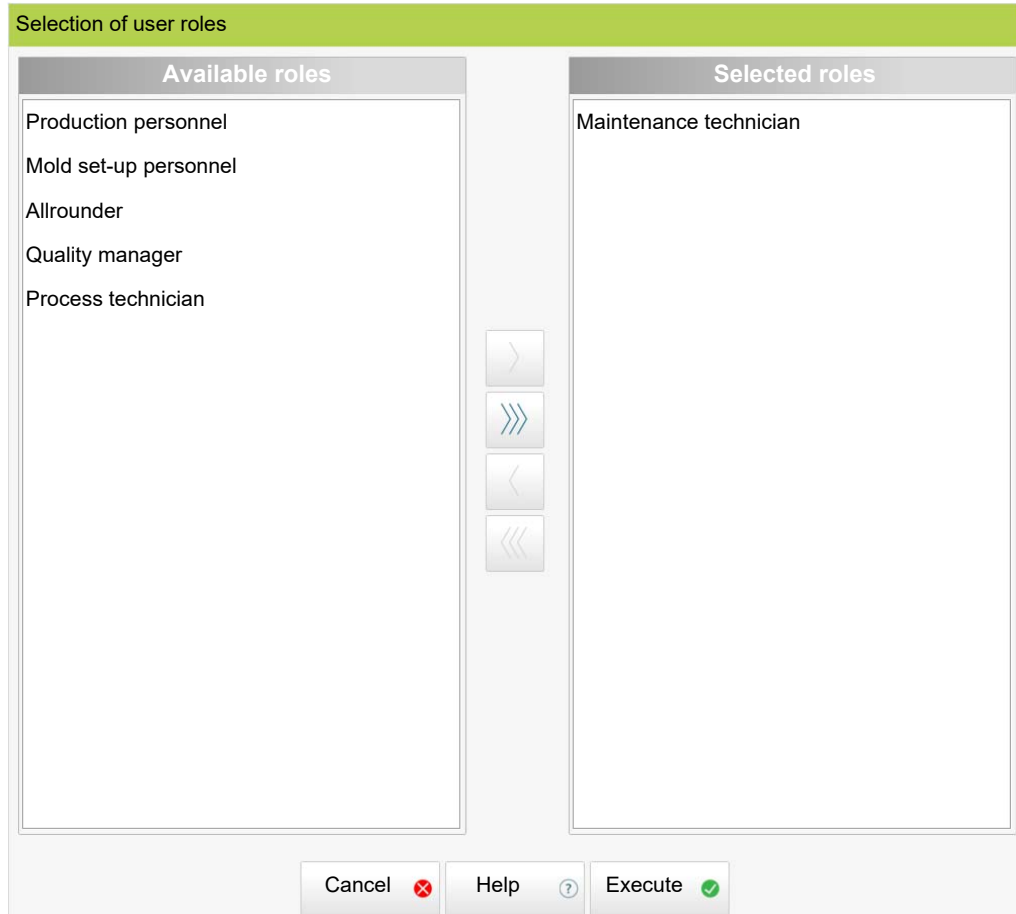 Selection of user roles
Available roles
Production personnel
Mold set-up personnel
Allrounder
Quality manager
Process technician
Selected roles
Maintenance technician
Cancel
Help ?
Execute